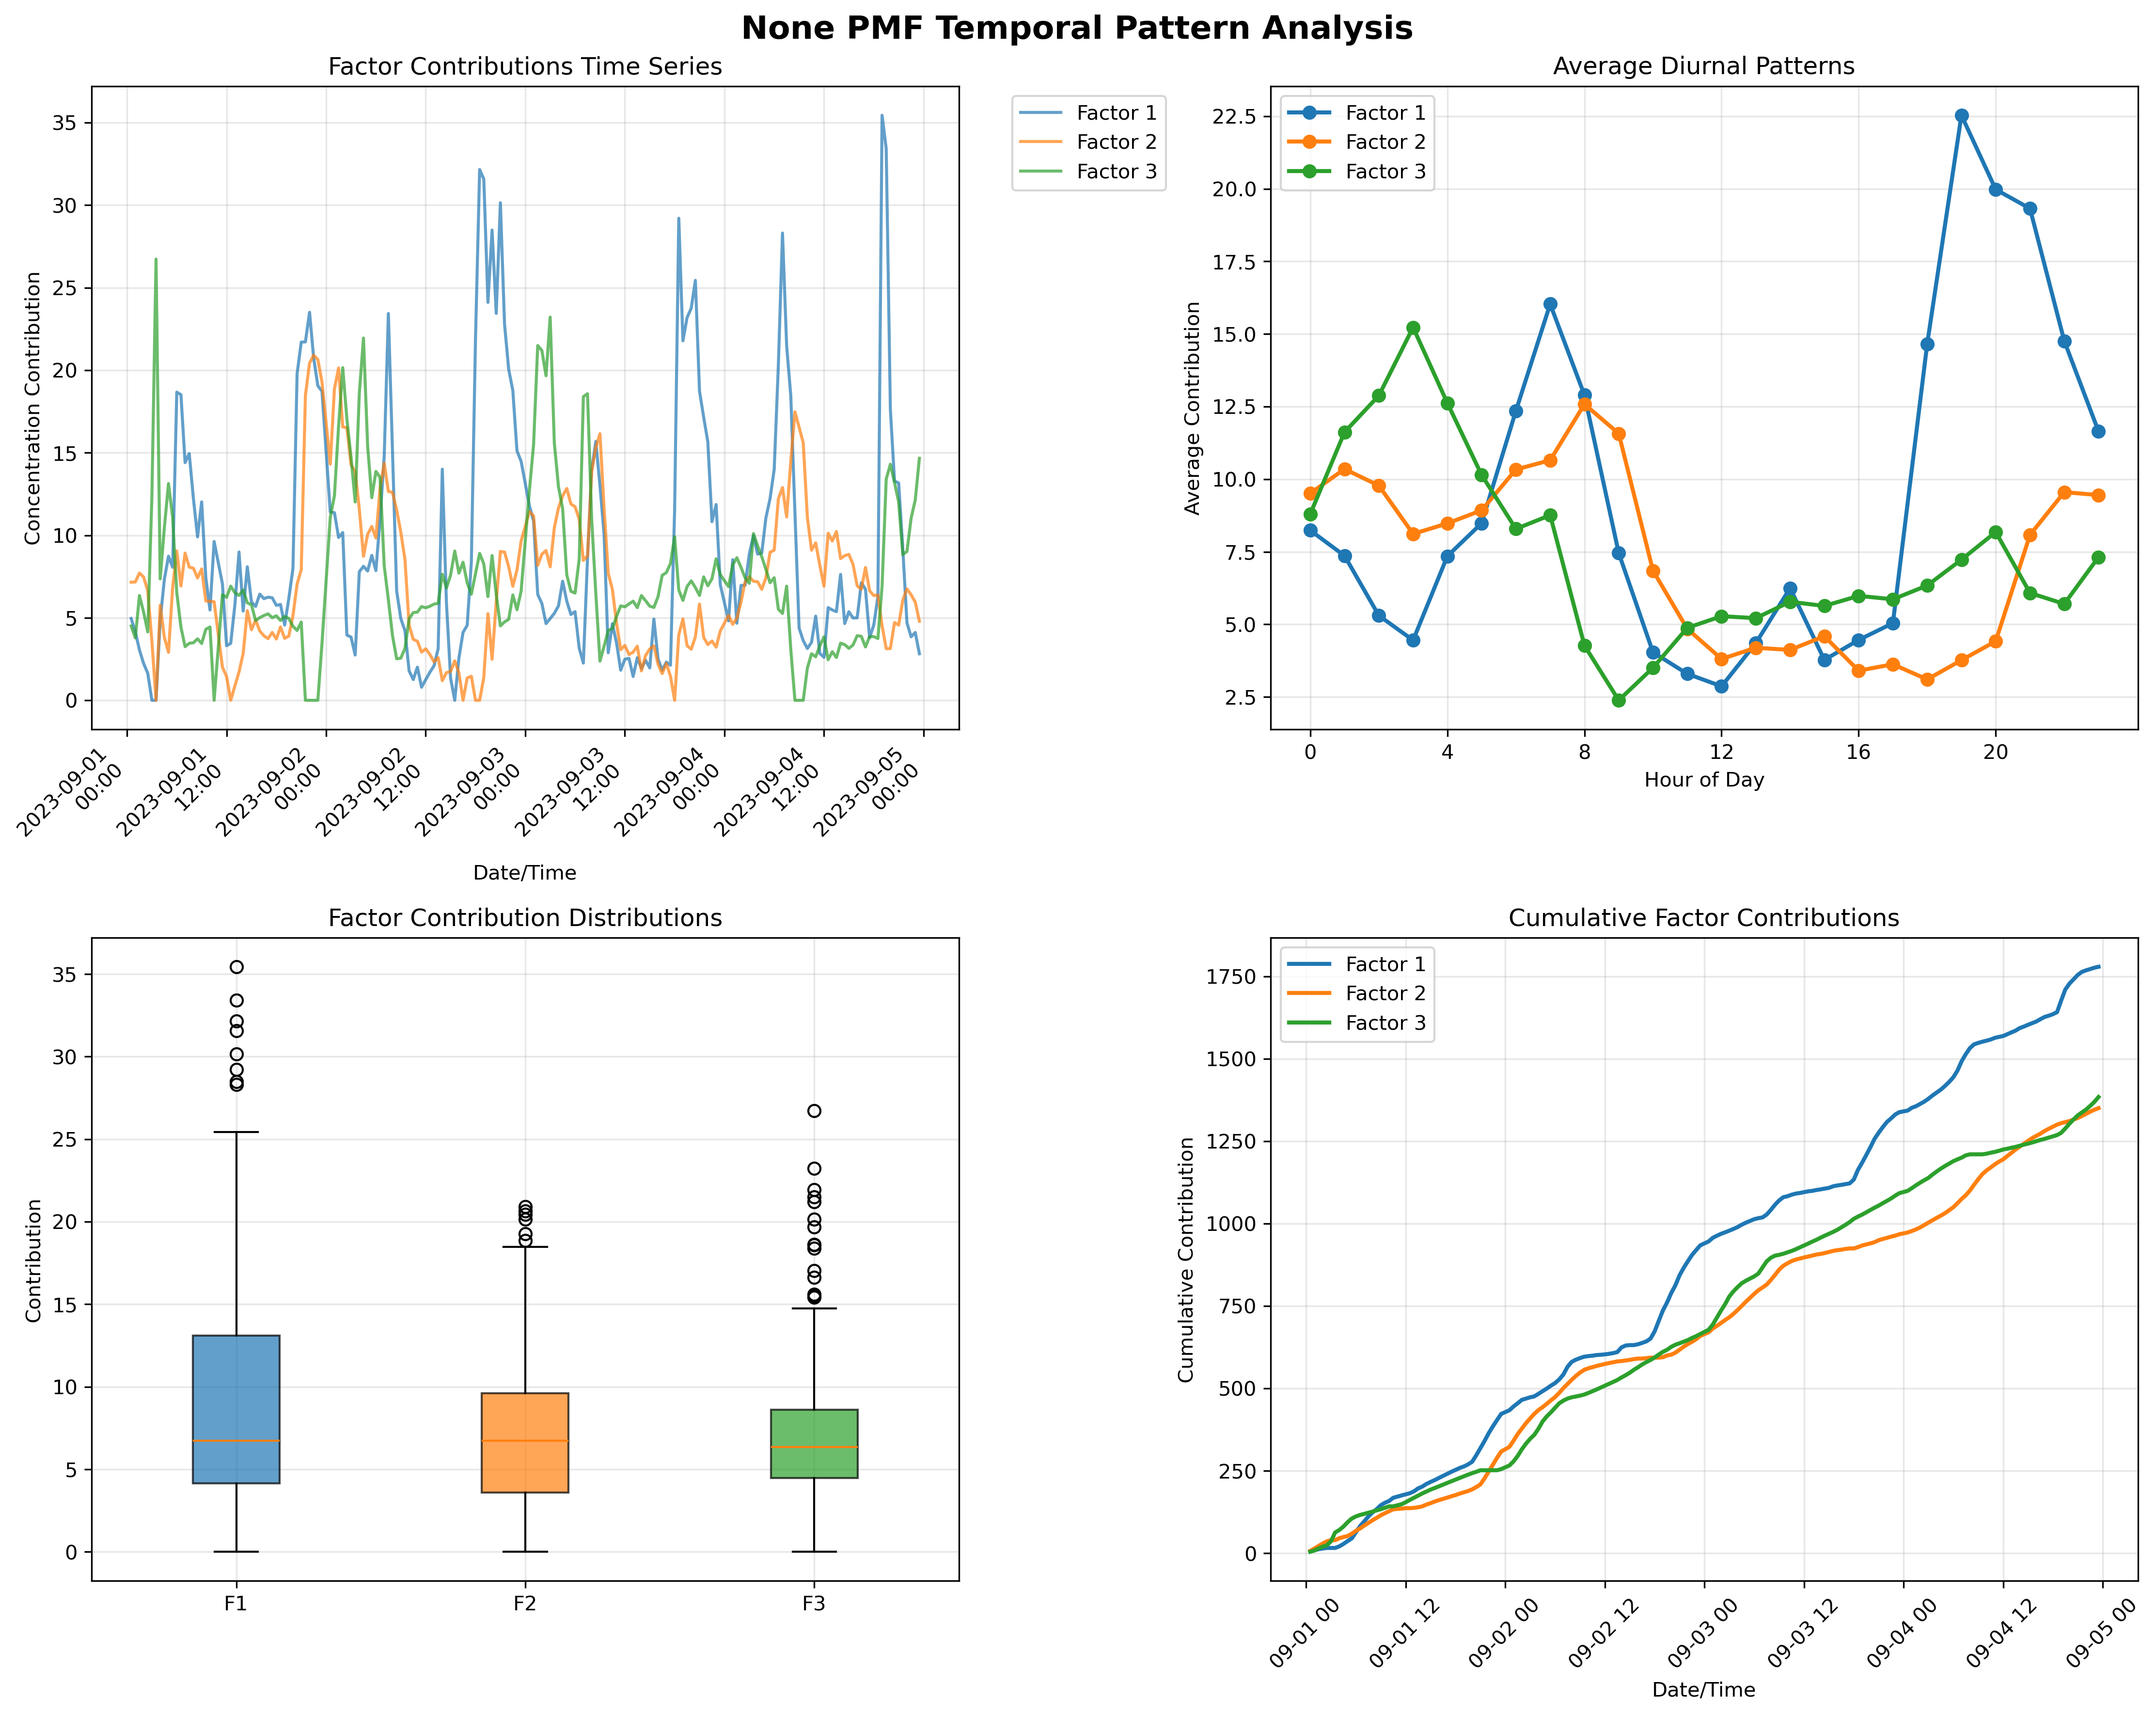 None PMF Temporal Pattern Analysis
Factor Contributions Time Series
Concentration Contribution
35
30
25
20
15
10
5
0
2023-09-01
00:00
2023-09-01
12:00
2023-09-02
00:00
2023-09-02
12:00
2023-09-03
00:00
2023-09-03
12:00
2023-09-04
00:00
2023-09-04
12:00
2023-09-05
00:00
Date/Time
Factor 1
Factor 2
Factor 3
Average Diurnal Patterns
Factor 1
Factor 2
Factor 3
Average Contribution
22.5
20.0
17.5
15.0
12.5
10.0
7.5
5.0
2.5
0
4
8
12
16
20
Hour of Day
Factor Contribution Distributions
Contribution
35
30
25
20
15
10
5
0
F1
F2
F3
Cumulative Factor Contributions
Factor 1
Factor 2
Factor 3
Cumulative Contribution
1750
1500
1250
1000
750
500
250
0
09-01 00
09-01 12
09-02 00
09-02 12
09-03 00
09-03 12
09-04 00
09-04 12
09-05 00
Date/Time